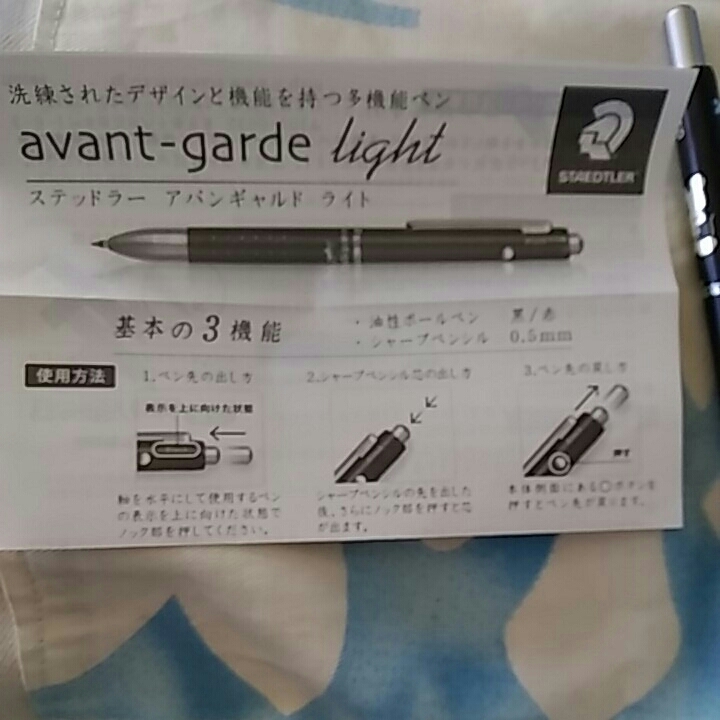 洗練されたデザインと機能を持つ多機能ペン
avant-garde light
STAEDTLER
ステッドラー アバンギャルド ライト
基本の3機能
・油性ボールペン 黒/赤
・シャープペンシル 0.5mm
使用方法
1.ペン先の出し方
表示を上に向けた状態
軸を水平にして使用するペン
の表示を上に向けた状態で
ノック部を押してください。
2.シャープペンシル芯の出し方
シャープペンシルの先を出した
後、さらにノック部を押すと芯
が出ます。
3.ペン先の戻し方
押す
本体側面にある○ボタンを
押すとペン先が戻ります。